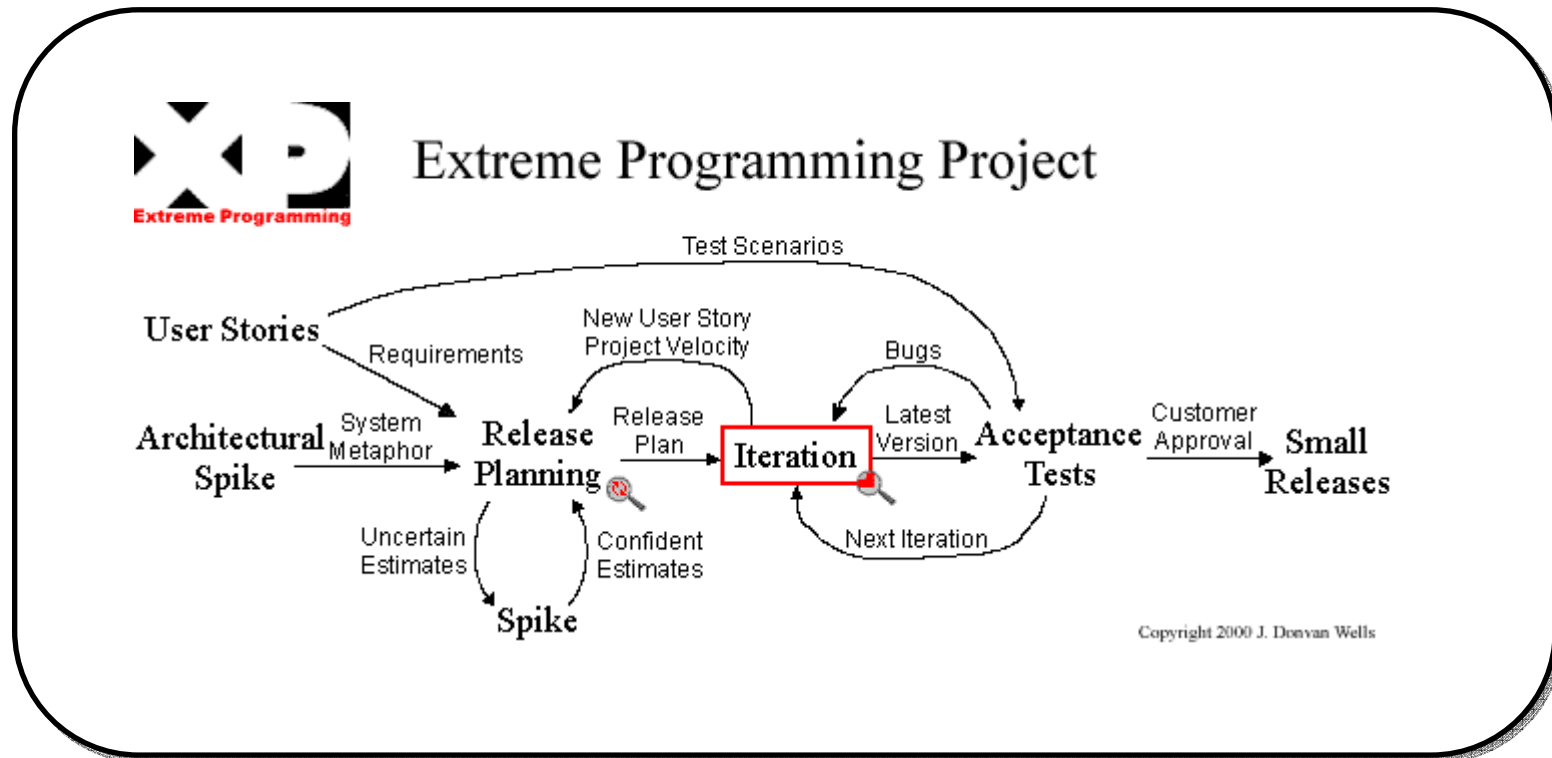 XP
Extreme Programming
Extreme Programming Project
Test Scenarios
User Stories
Requirements
New User Story
Project Velocity
Bugs
Architectural
Spike
System
Metaphor
Release
Planning
Release
Plan
Iteration
Latest
Version
Acceptance
Tests
Customer
Approval
Small
Releases
Uncertain
Estimates
Confident
Estimates
Next Iteration
Spike
Copyright 2000 J. Donvan Wells